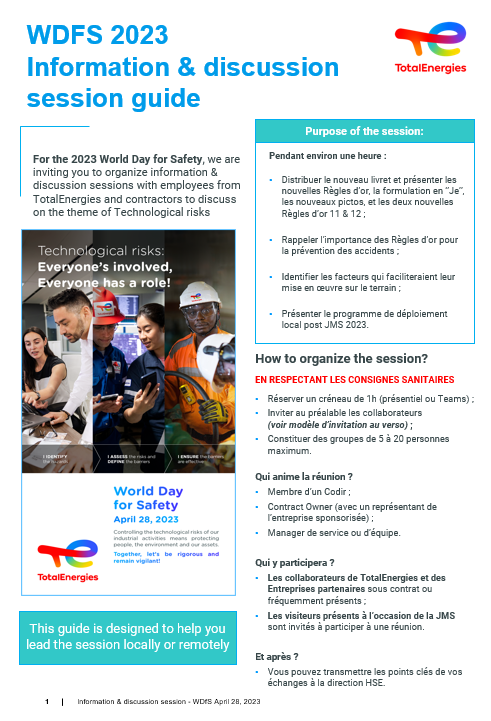 WDFS 2023
Information & discussion
session guide
TotalEnergies
For the 2023 World Day for Safety, we are
inviting you to organize information &
discussion sessions with employees from
TotalEnergies and contractors to discuss
on the theme of Technological risks
Technological risks:
Everyone's involved,
Everyone has a role!
I IDENTIFY
I ASSESS the risks and
DEFINE the barriers
I ENSURE the barriers
are effective
World Day
for Safety
April 28, 2023
Controlling the technological risks of our
industrial activities means protecting
people, the environment and our assets.
Together, let's be rigorous and
remain vigilant!
TotalEnergies
This guide is designed to help you
lead the session locally or remotely
Purpose of the session:
Pendant environ une heure :
• Distribuer le nouveau livret et présenter les
nouvelles Règles d'or, la formulation en "Je",
les nouveaux pictos, et les deux nouvelles
Règles d'or 11 & 12 ;
• Rappeler l'importance des Règles d'or pour
la prévention des accidents ;
• Identifier les facteurs qui faciliteraient leur
mise en œuvre sur le terrain ;
• Présenter le programme de déploiement
local post JMS 2023.
How to organize the session?
EN RESPECTANT LES CONSIGNES SANITAIRES
• Réserver un créneau de 1h (présentiel ou Teams) ;
• Inviter au préalable les collaborateurs
(voir modèle d'invitation au verso) ;
• Constituer des groupes de 5 à 20 personnes
maximum.
Qui anime la réunion ?
• Membre d'un Codir ;
• Contract Owner (avec un représentant de
l'entreprise sponsorisée) ;
• Manager de service ou d'équipe.
Qui y participera ?
• Les collaborateurs de TotalEnergies et des
Entreprises partenaires sous contrat ou
fréquemment présents ;
• Les visiteurs présents à l'occasion de la JMS
sont invités à participer à une réunion.
Et après ?
• Vous pouvez transmettre les points clés de vos
échanges à la direction HSE.
1 | Information & discussion session - WDfS April 28, 2023